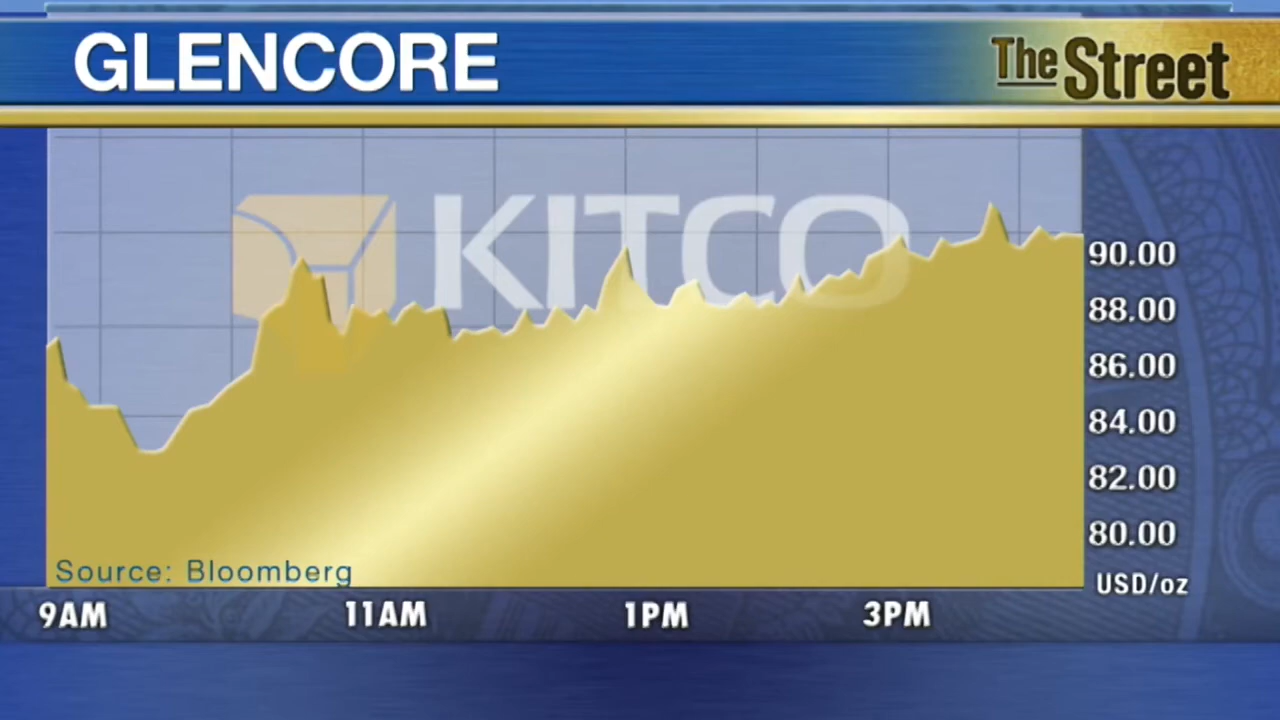 GLENCORE
The Street
KITCO
90.00
88.00
86.00
84.00
82.00
80.00
Source: Bloomberg
USD/oz
9AM 11AM 1PM 3PM